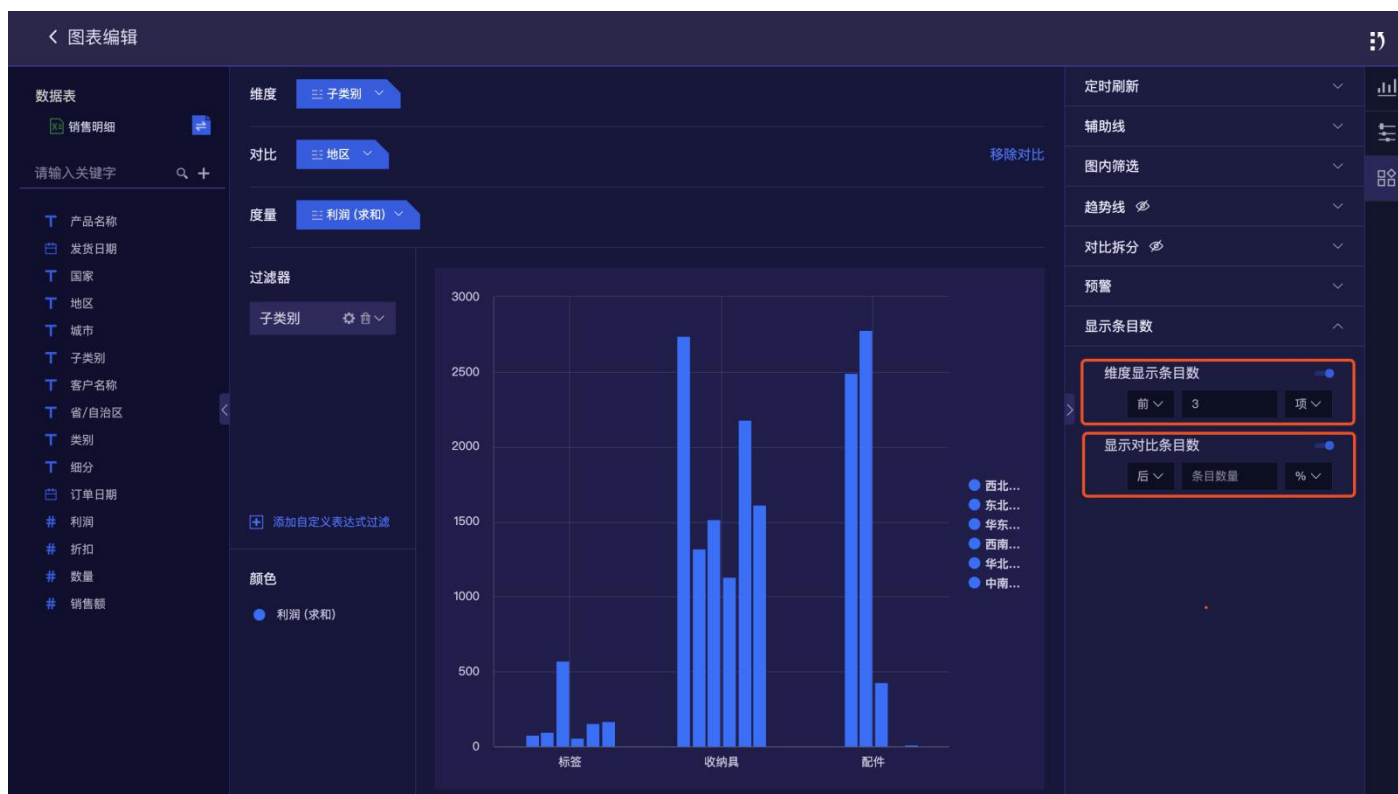 图表编辑
数据表
销售明细
请输入关键字
产品名称
发货日期
国家
地区
城市
子类别
客户名称
省/自治区
类别
细分
订单日期
利润
折扣
数量
销售额
维度
子类别
对比
地区
移除对比
度量
利润 (求和)
过滤器
子类别
添加自定义表达式过滤
颜色
利润 (求和)
3000
2500
2000
1500
1000
500
0
标签
收纳具
配件
西北...
东北...
华东...
西南...
华北...
中南...
定时刷新
辅助线
图内筛选
趋势线
对比拆分
预警
显示条目数
维度显示条目数
前 3 项
显示对比条目数
后 条目数量 %